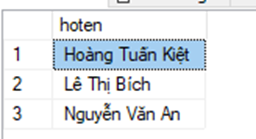 hoten
1 Hoàng Tuấn Kiệt
2 Lê Thị Bích
3 Nguyễn Văn An